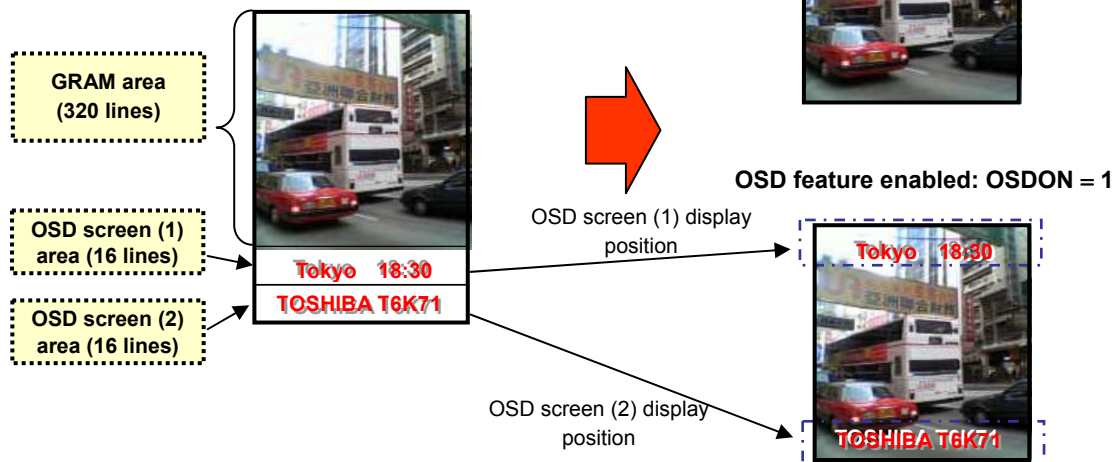 GRAM area
(320 lines)
OSD screen (1)
area (16 lines)
OSD screen (2)
area (16 lines)
Tokyo 18:30
TOSHIBA T6K71
OSD screen (1) display
position
OSD screen (2) display
position
OSD feature enabled: OSDON = 1
Tokyo 18:30
TOSHIBA T6K71